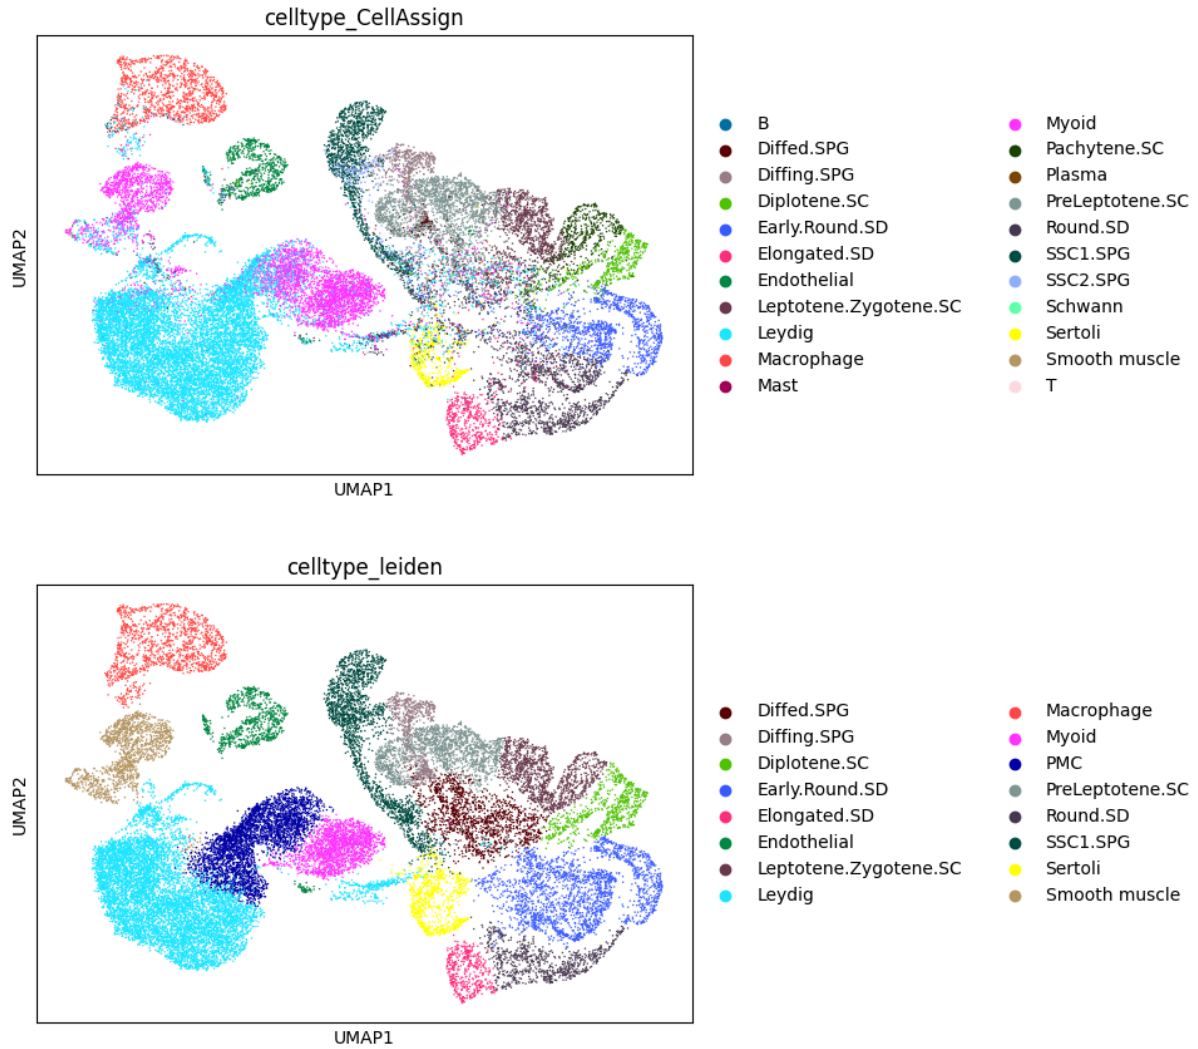 celltype_CellAssign
UMAP2
UMAP1
B
Diffed.SPG
Diffing.SPG
Diplotene.SC
Early.Round.SD
Elongated.SD
Endothelial
Leptotene.Zygotene.SC
Leydig
Macrophage
Mast
Myoid
Pachytene.SC
Plasma
PreLeptotene.SC
Round.SD
SSC1.SPG
SSC2.SPG
Schwann
Sertoli
Smooth muscle
T
celltype_leiden
UMAP2
UMAP1
Diffed.SPG
Diffing.SPG
Diplotene.SC
Early.Round.SD
Elongated.SD
Endothelial
Leptotene.Zygotene.SC
Leydig
Macrophage
Myoid
PMC
PreLeptotene.SC
Round.SD
SSC1.SPG
Sertoli
Smooth muscle